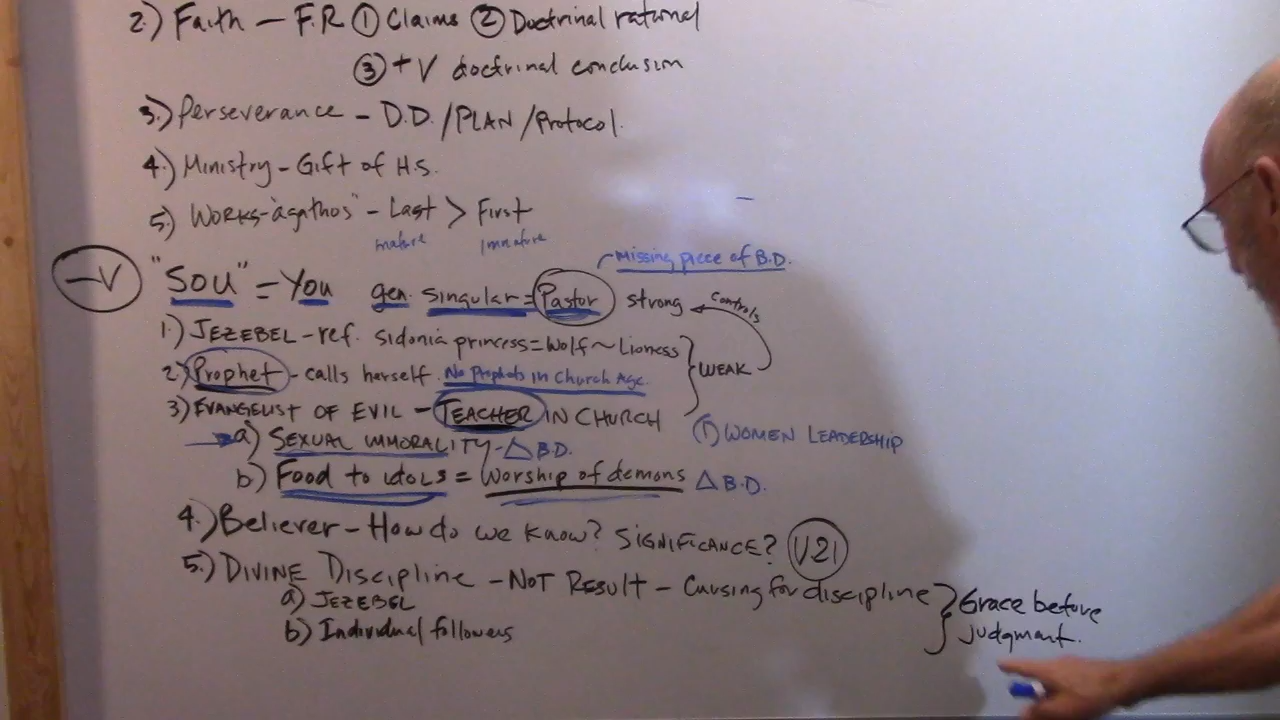 2.) Faith — F.R ① Claims ② Doctrinal rational
③ + V doctrinal conclusion
3.) Perseverance - D.D./PLAN/Protocol.
4.) Ministry - Gift of H.S.
5.) Works-"agathos" - Last > First
mature immature
Missing piece of B.D.
-V "SOU" = You gen. singular = Pastor strong controls
1.) JEZEBEL - ref. Sidonia princess = Wolf ~ Lioness
2) Prophet - calls herself. No Prophets in Church Age. WEAK
3) EVANGELIST OF EVIL - TEACHER IN CHURCH
① WOMEN LEADERSHIP
a) SEXUAL IMMORALITY - △ B.D.
b) Food to idols = Worship of demons △ B.D.
4.) Believer - How do we know? SIGNIFICANCE? V21
5.) DIVINE Discipline - NOT RESULT - Causing for discipline
a) JEZEBEL
b) Individual followers
Grace before
judgmant.